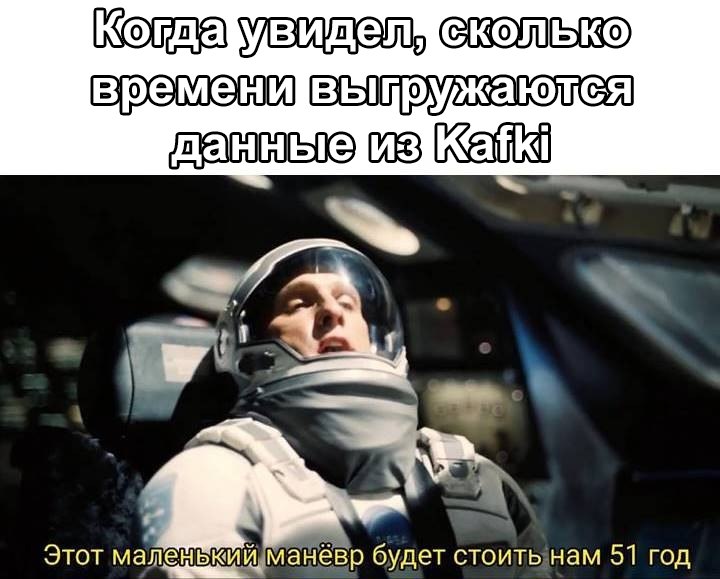 Когда увидел, сколько
времени выгружаются
данные из Kafki
Этот маленький манёвр будет стоить нам 51 год